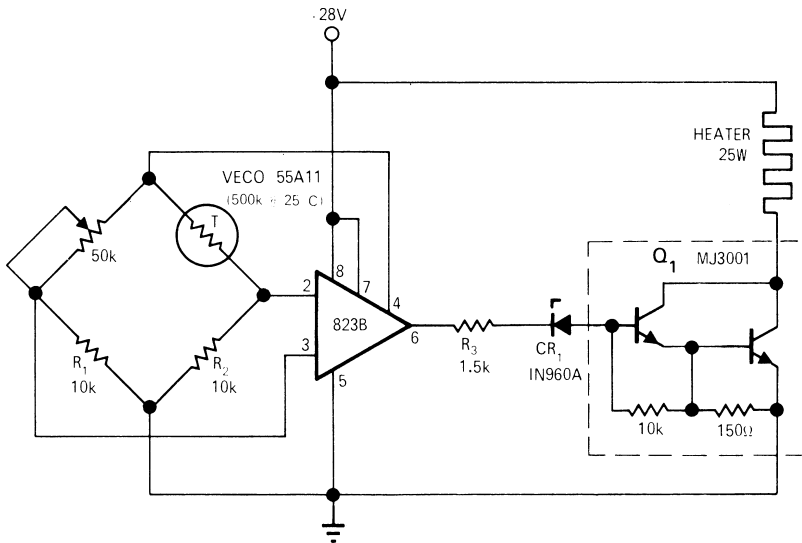 28V
HEATER
25W
VECO 55A11
(500k @ 25 C)
T
50k
8
7
4
2
823B
6
3
5
R1
10k
R2
10k
R3
1.5k
CR1
IN960A
Q1
MJ3001
10k
150Ω